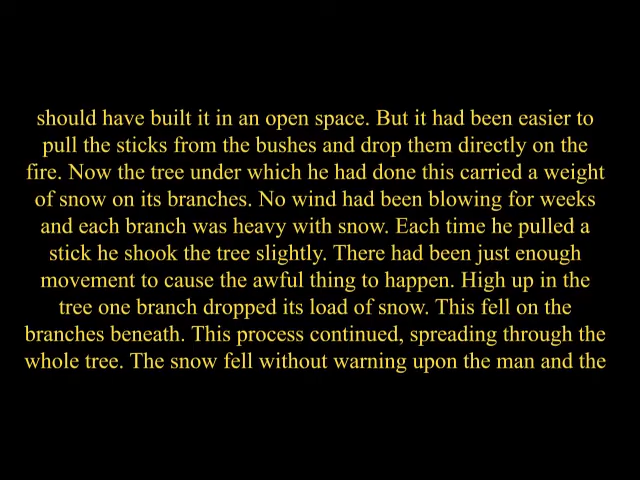 should have built it in an open space. But it had been easier to
pull the sticks from the bushes and drop them directly on the
fire. Now the tree under which he had done this carried a weight
of snow on its branches. No wind had been blowing for weeks
and each branch was heavy with snow. Each time he pulled a
stick he shook the tree slightly. There had been just enough
movement to cause the awful thing to happen. High up in the
tree one branch dropped its load of snow. This fell on the
branches beneath. This process continued, spreading through the
whole tree. The snow fell without warning upon the man and the